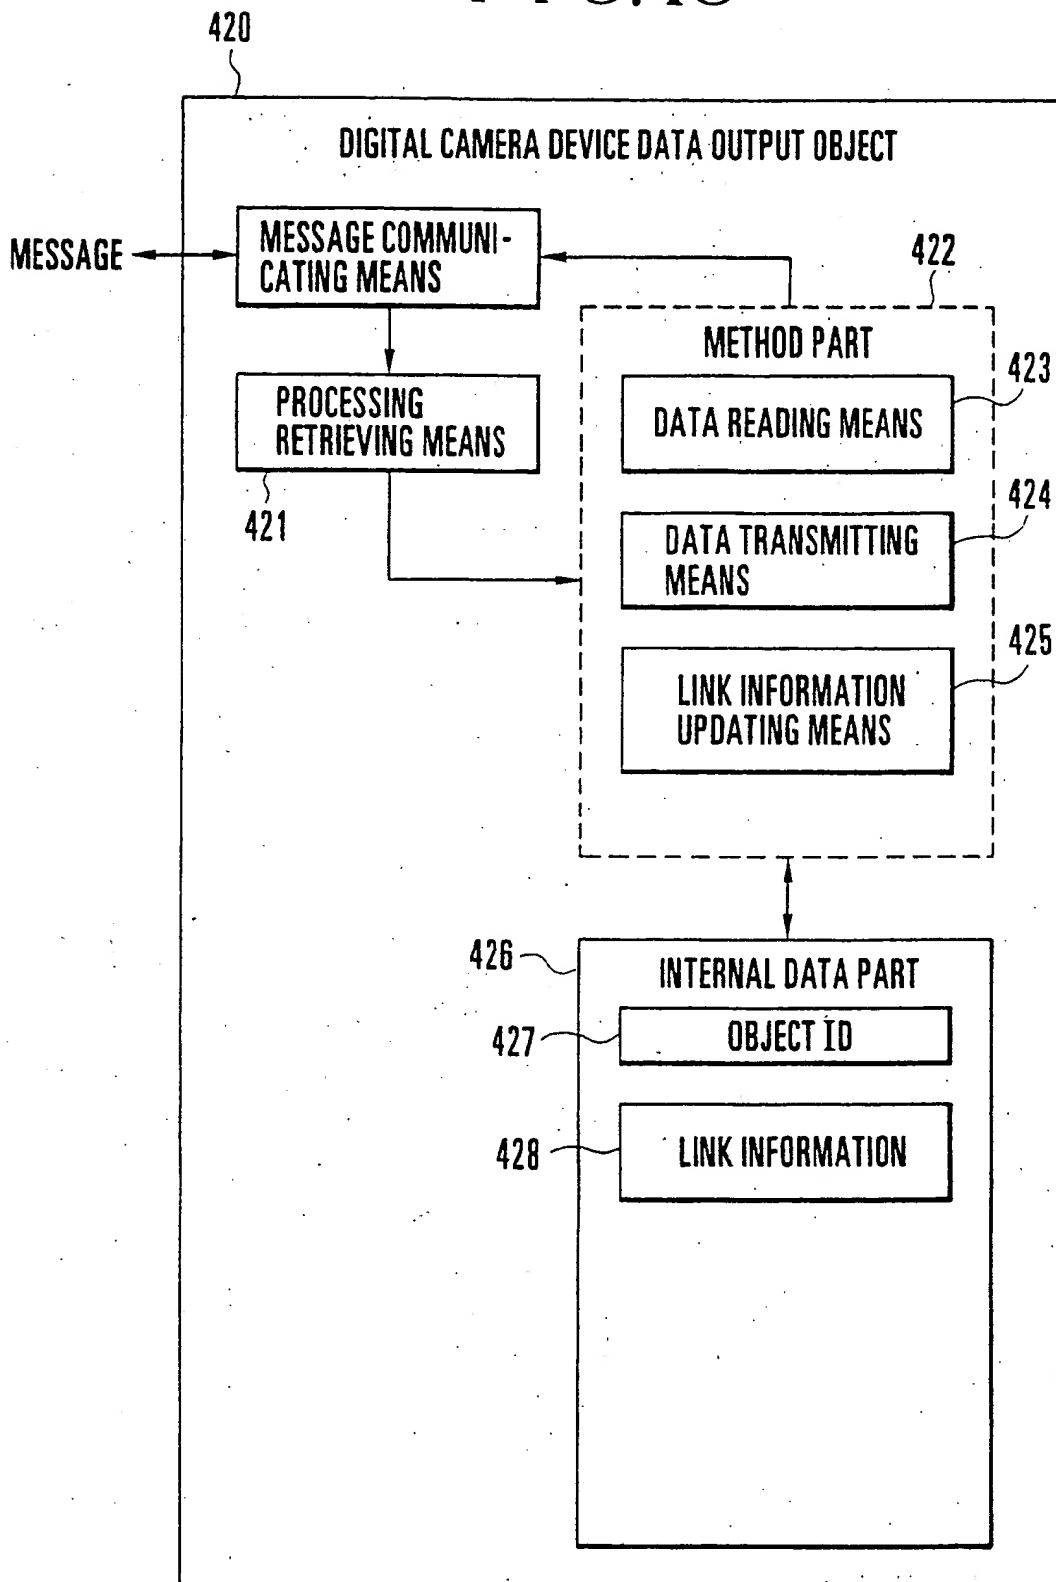 420
DIGITAL CAMERA DEVICE DATA OUTPUT OBJECT
MESSAGE
MESSAGE COMMUNI-
CATING MEANS
422
METHOD PART
PROCESSING
RETRIEVING MEANS
421
423
DATA READING MEANS
424
DATA TRANSMITTING
MEANS
425
LINK INFORMATION
UPDATING MEANS
426
INTERNAL DATA PART
427
OBJECT ID
428
LINK INFORMATION